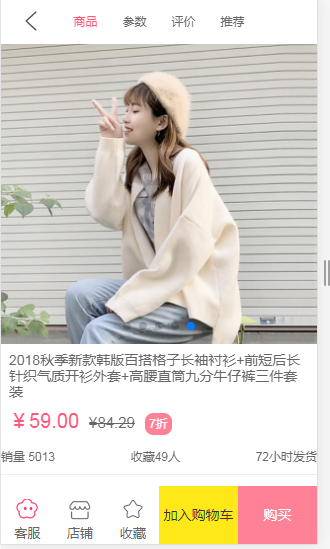 商品 参数 评价 推荐
2018秋季新款韩版百搭格子长袖衬衫+前短后长
针织气质开衫外套+高腰直筒九分牛仔裤三件套
装
￥59.00 ¥84.29 7折
销量 5013 收藏49人 72小时发货
客服 店铺 收藏 加入购物车 购买